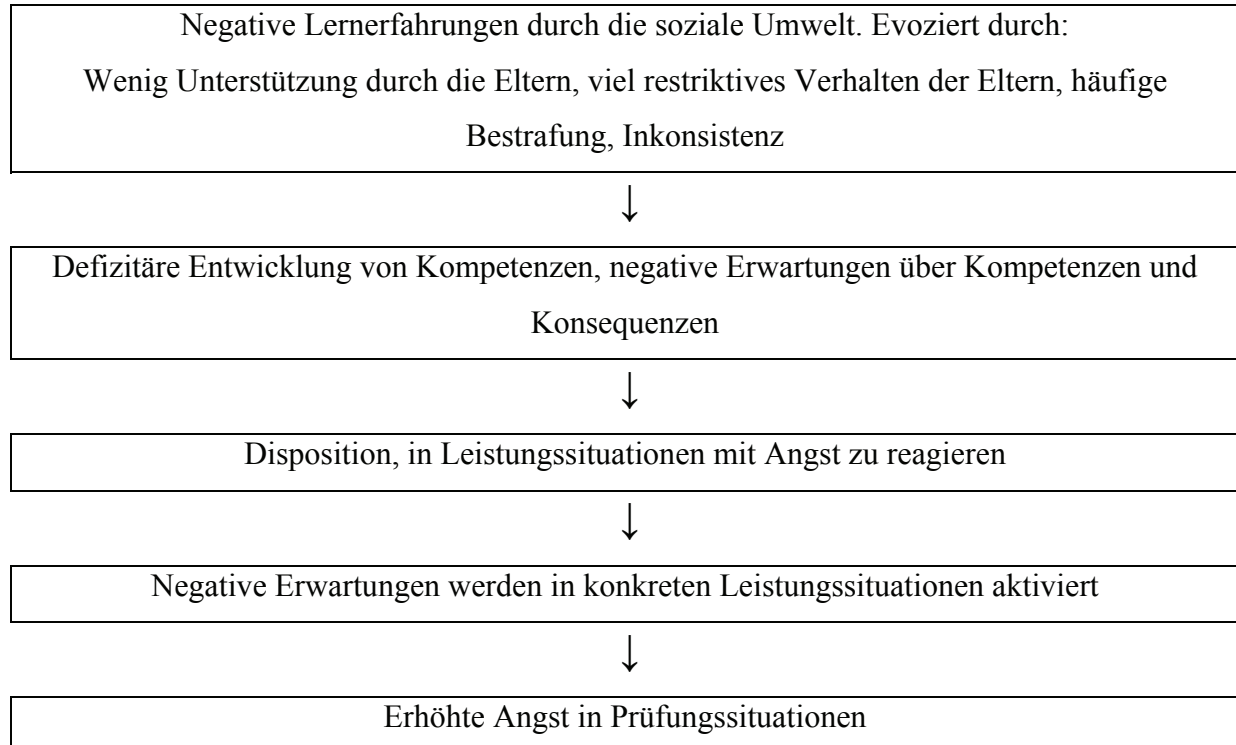 Negative Lernerfahrungen durch die soziale Umwelt. Evoziert durch:
Wenig Unterstützung durch die Eltern, viel restriktives Verhalten der Eltern, häufige
Bestrafung, Inkonsistenz
↓
Defizitäre Entwicklung von Kompetenzen, negative Erwartungen über Kompetenzen und
Konsequenzen
↓
Disposition, in Leistungssituationen mit Angst zu reagieren
↓
Negative Erwartungen werden in konkreten Leistungssituationen aktiviert
↓
Erhöhte Angst in Prüfungssituationen